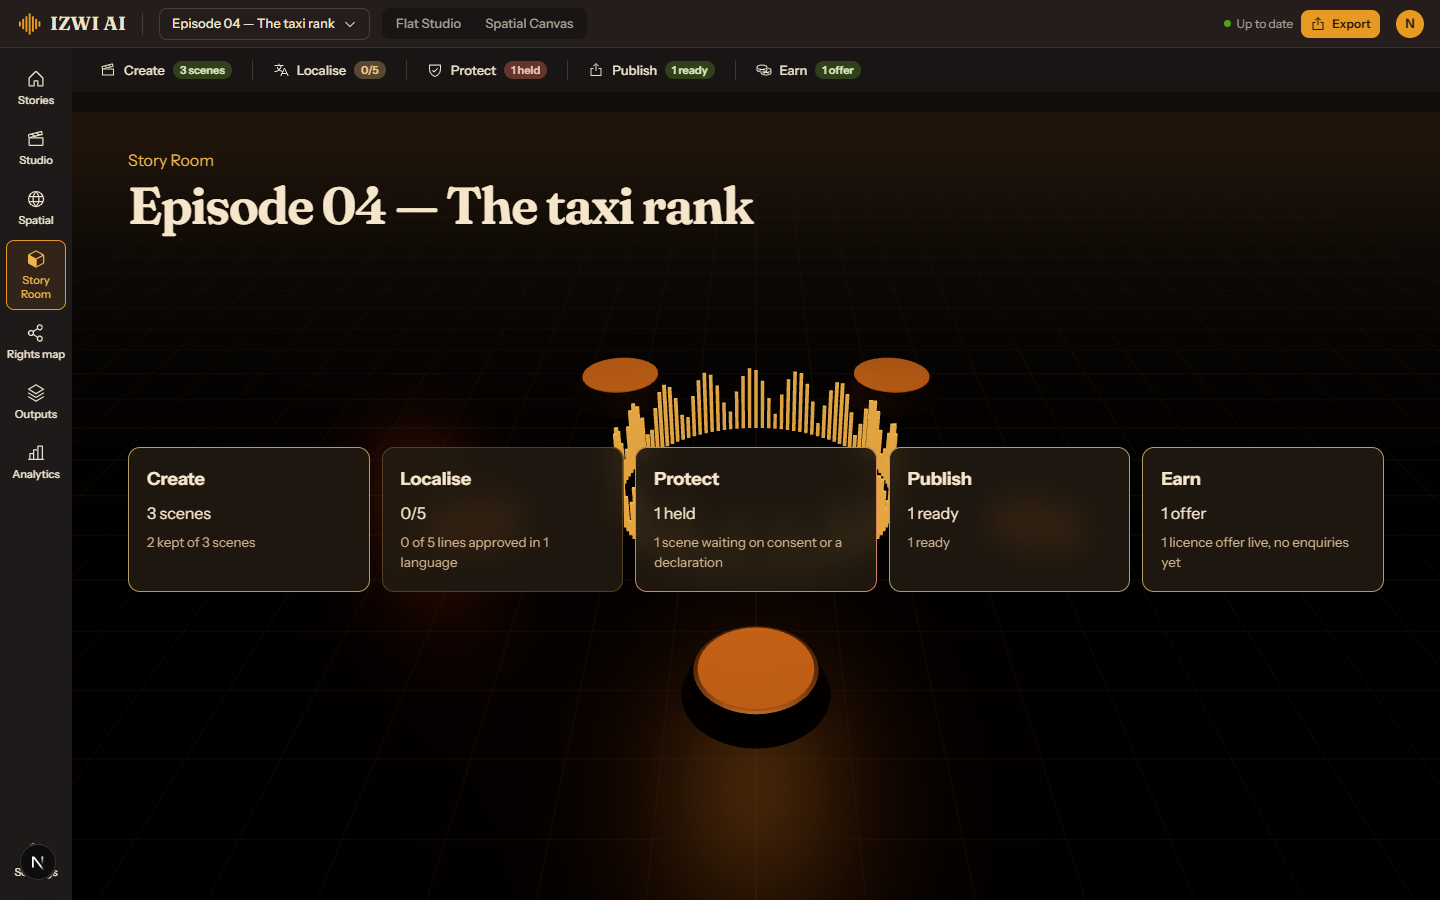 IZWI AI
Episode 04 — The taxi rank
Flat Studio
Spatial Canvas
Up to date
Export
N
Create
3 scenes
Localise
0/5
Protect
1 held
Publish
1 ready
Earn
1 offer
Stories
Studio
Spatial
Story
Room
Rights map
Outputs
Analytics
N
Story Room
Episode 04 — The taxi rank
Create
3 scenes
2 kept of 3 scenes
Localise
0/5
0 of 5 lines approved in 1
language
Protect
1 held
1 scene waiting on consent or a
declaration
Publish
1 ready
1 ready
Earn
1 offer
1 licence offer live, no enquiries
yet